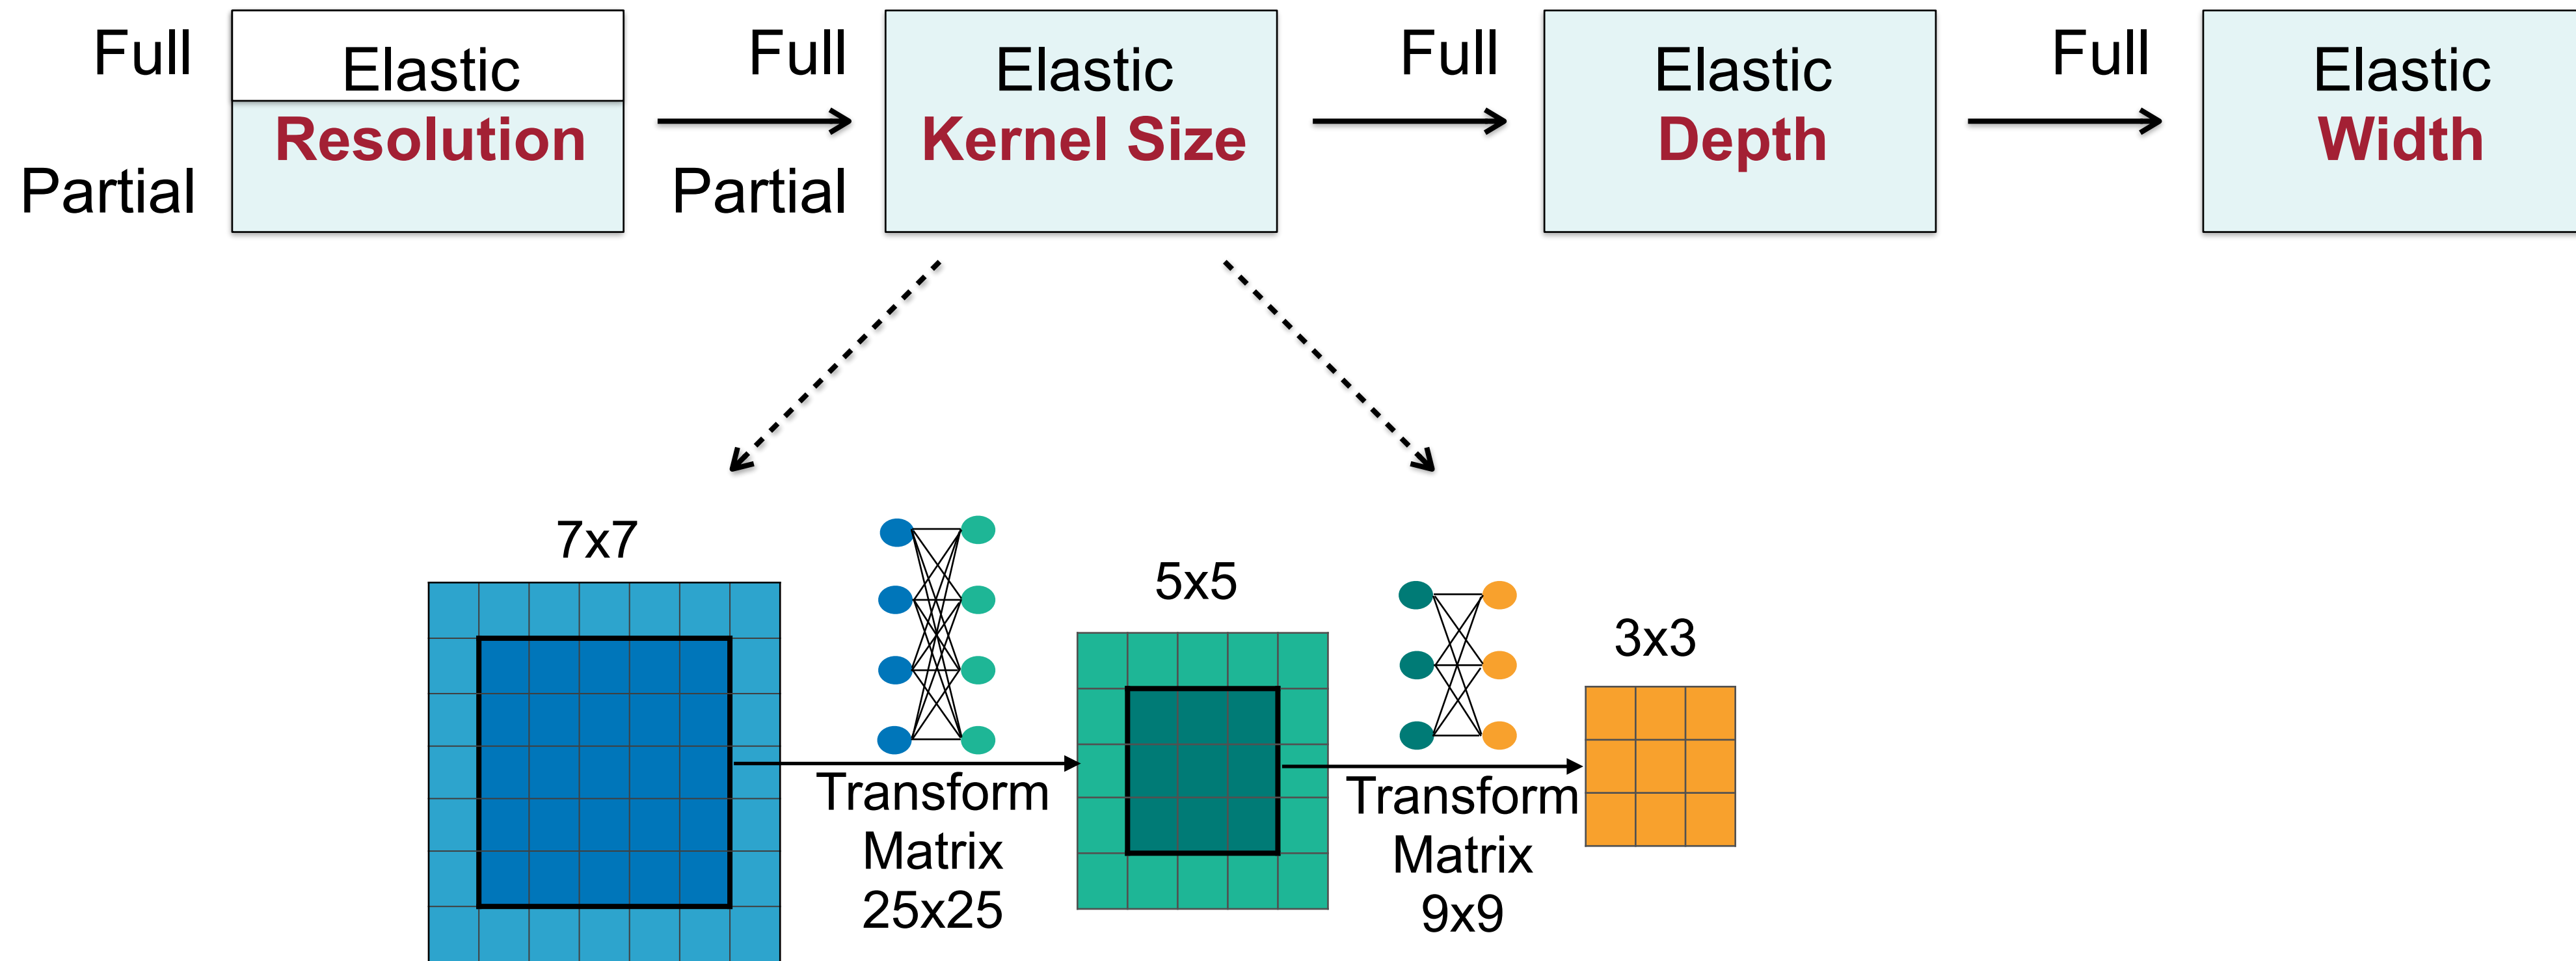 Full
Partial
Elastic
Resolution
Full
Partial
Elastic
Kernel Size
Full
Elastic
Depth
Full
Elastic
Width
7x7
Transform
Matrix
25x25
5x5
Transform
Matrix
9x9
3x3